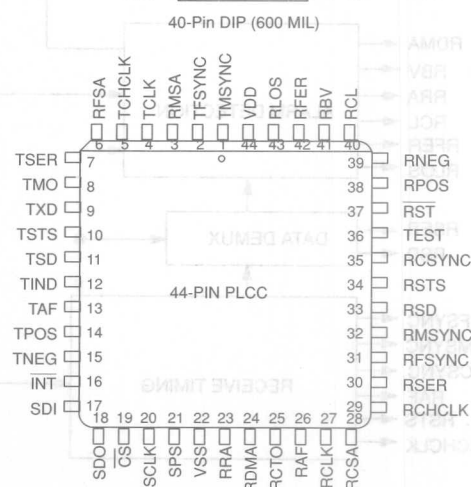 40-Pin DIP (600 MIL)
RFSA TCHCLK TCLK RMSA TFSYNC TMSYNC VDD RLOS RFER RBV RCL
6 5 4 3 2 1 44 43 42 41 40
TSER 7 39 RNEG
TMO 8 38 RPOS
TXD 9 37 RST
TSTS 10 36 TEST
TSD 11 35 RCSYNC
TIND 12 34 RSTS
44-PIN PLCC
TAF 13 33 RSD
TPOS 14 32 RMSYNC
TNEG 15 31 RFSYNC
INT 16 30 RSER
SDI 17 29 RCHCLK
18 19 20 21 22 23 24 25 26 27 28
SDO CS SCLK SPS VSS RRA RDMA RCTO RAF RCLK RCSA